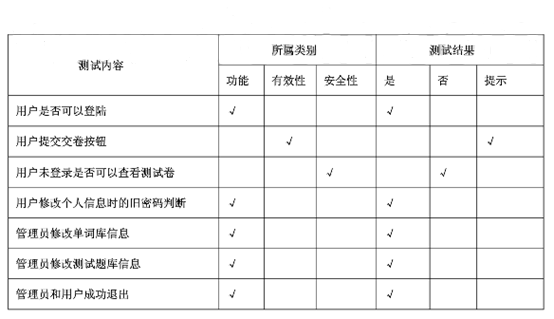 所属类别 测试结果
测试内容
功能 有效性 安全性 是 否 提示
用户是否可以登陆 √ √
用户提交交卷按钮 √ √
用户未登录是否可以查看测试卷 √ √
用户修改个人信息时的旧密码判断 √ √
管理员修改单词库信息 √ √
管理员修改测试题库信息 √ √
管理员和用户成功退出 √ √